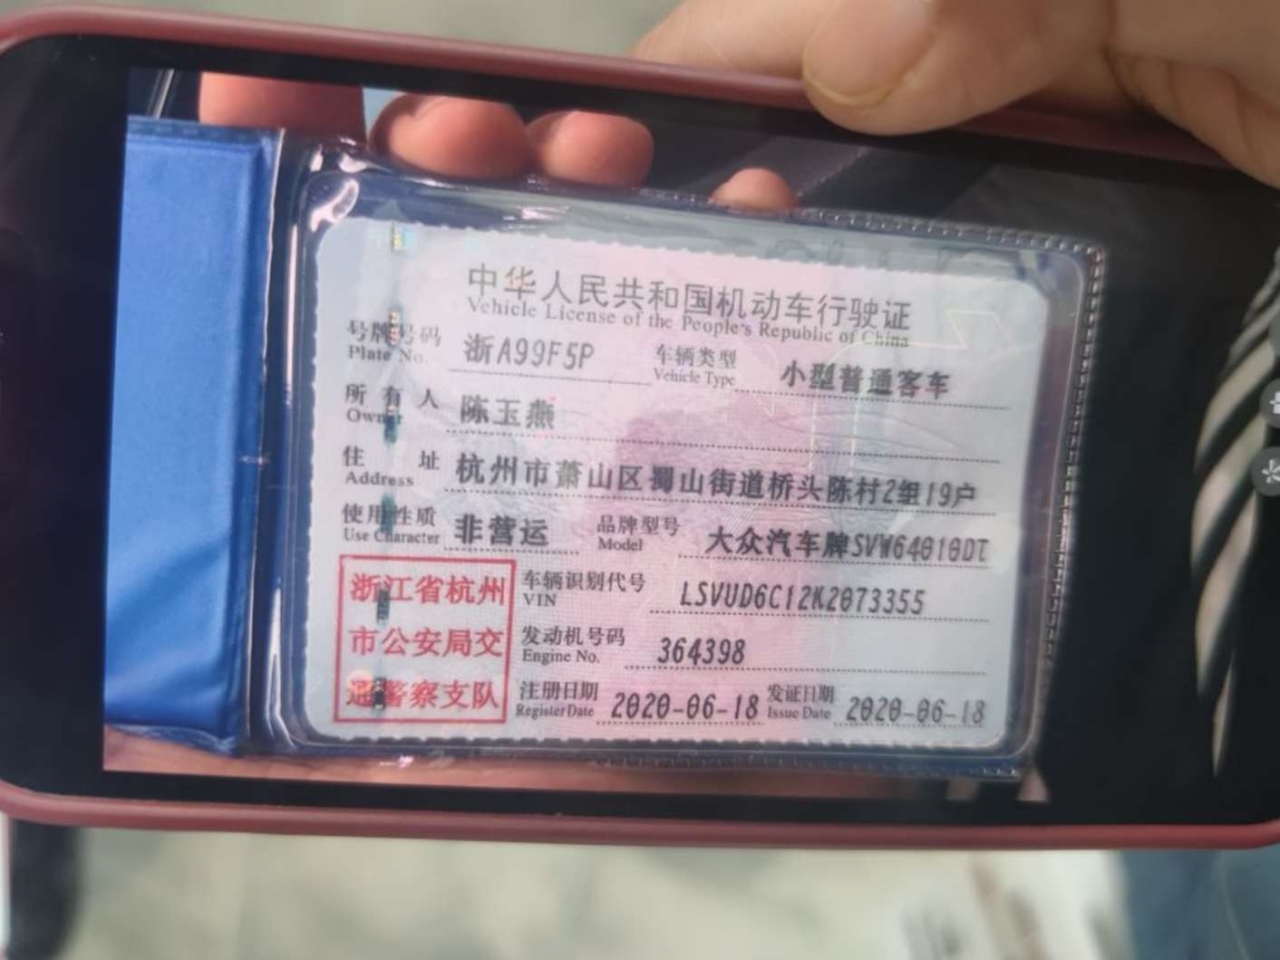 中华人民共和国机动车行驶证
Vehicle License of the People's Republic of China
号牌号码 浙A99F5P 车辆类型 小型普通客车
Plate No. Vehicle Type
所有人 陈玉燕
Owner
住址 杭州市萧山区蜀山街道桥头陈村2组19户
Address
使用性质 非营运 品牌型号 大众汽车牌SVW64010DT
Use Character Model
浙江省杭州
市公安局交
通警察支队
车辆识别代号 LSVUD6C12K2073355
VIN
发动机号码 364398
Engine No.
注册日期 2020-06-18 发证日期 2020-06-18
Register Date Issue Date